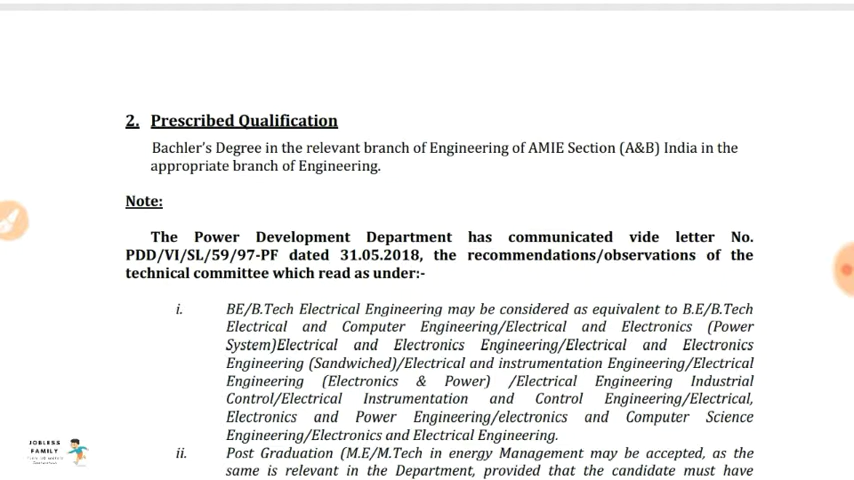 2. Prescribed Qualification
Bachler's Degree in the relevant branch of Engineering of AMIE Section (A&B) India in the
appropriate branch of Engineering.
Note:
The Power Development Department has communicated vide letter No.
PDD/VI/SL/59/97-PF dated 31.05.2018, the recommendations/observations of the
technical committee which read as under:-
i. BE/B.Tech Electrical Engineering may be considered as equivalent to B.E/B.Tech
Electrical and Computer Engineering/Electrical and Electronics (Power
System)Electrical and Electronics Engineering/Electrical and Electronics
Engineering (Sandwiched)/Electrical and instrumentation Engineering/Electrical
Engineering (Electronics & Power) /Electrical Engineering Industrial
Control/Electrical Instrumentation and Control Engineering/Electrical,
Electronics and Power Engineering/electronics and Computer Science
Engineering/Electronics and Electrical Engineering.
ii. Post Graduation (M.E/M.Tech in energy Management may be accepted, as the
same is relevant in the Department, provided that the candidate must have
JOBLESS
FAMILY